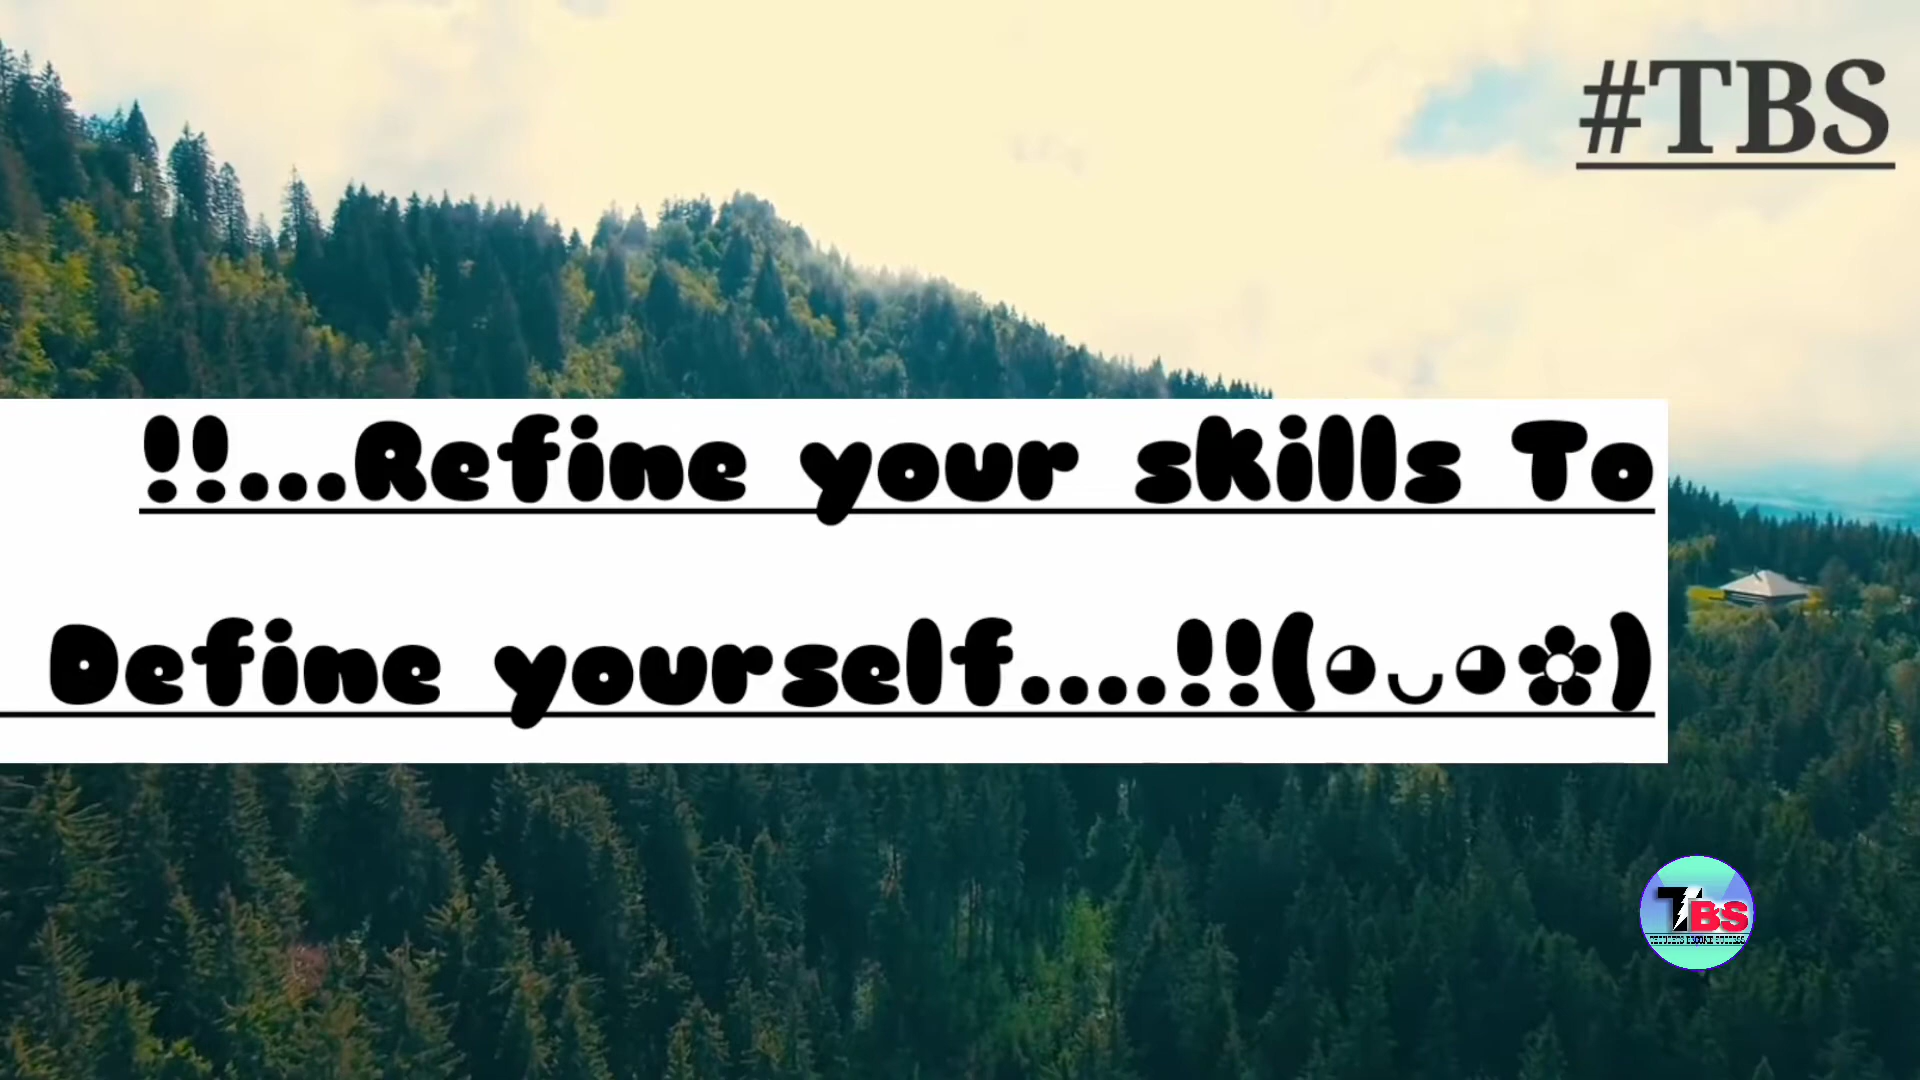 #TBS
!!...Refine your skills To
Define yourself....!!(◕‿◕✿)
TBS